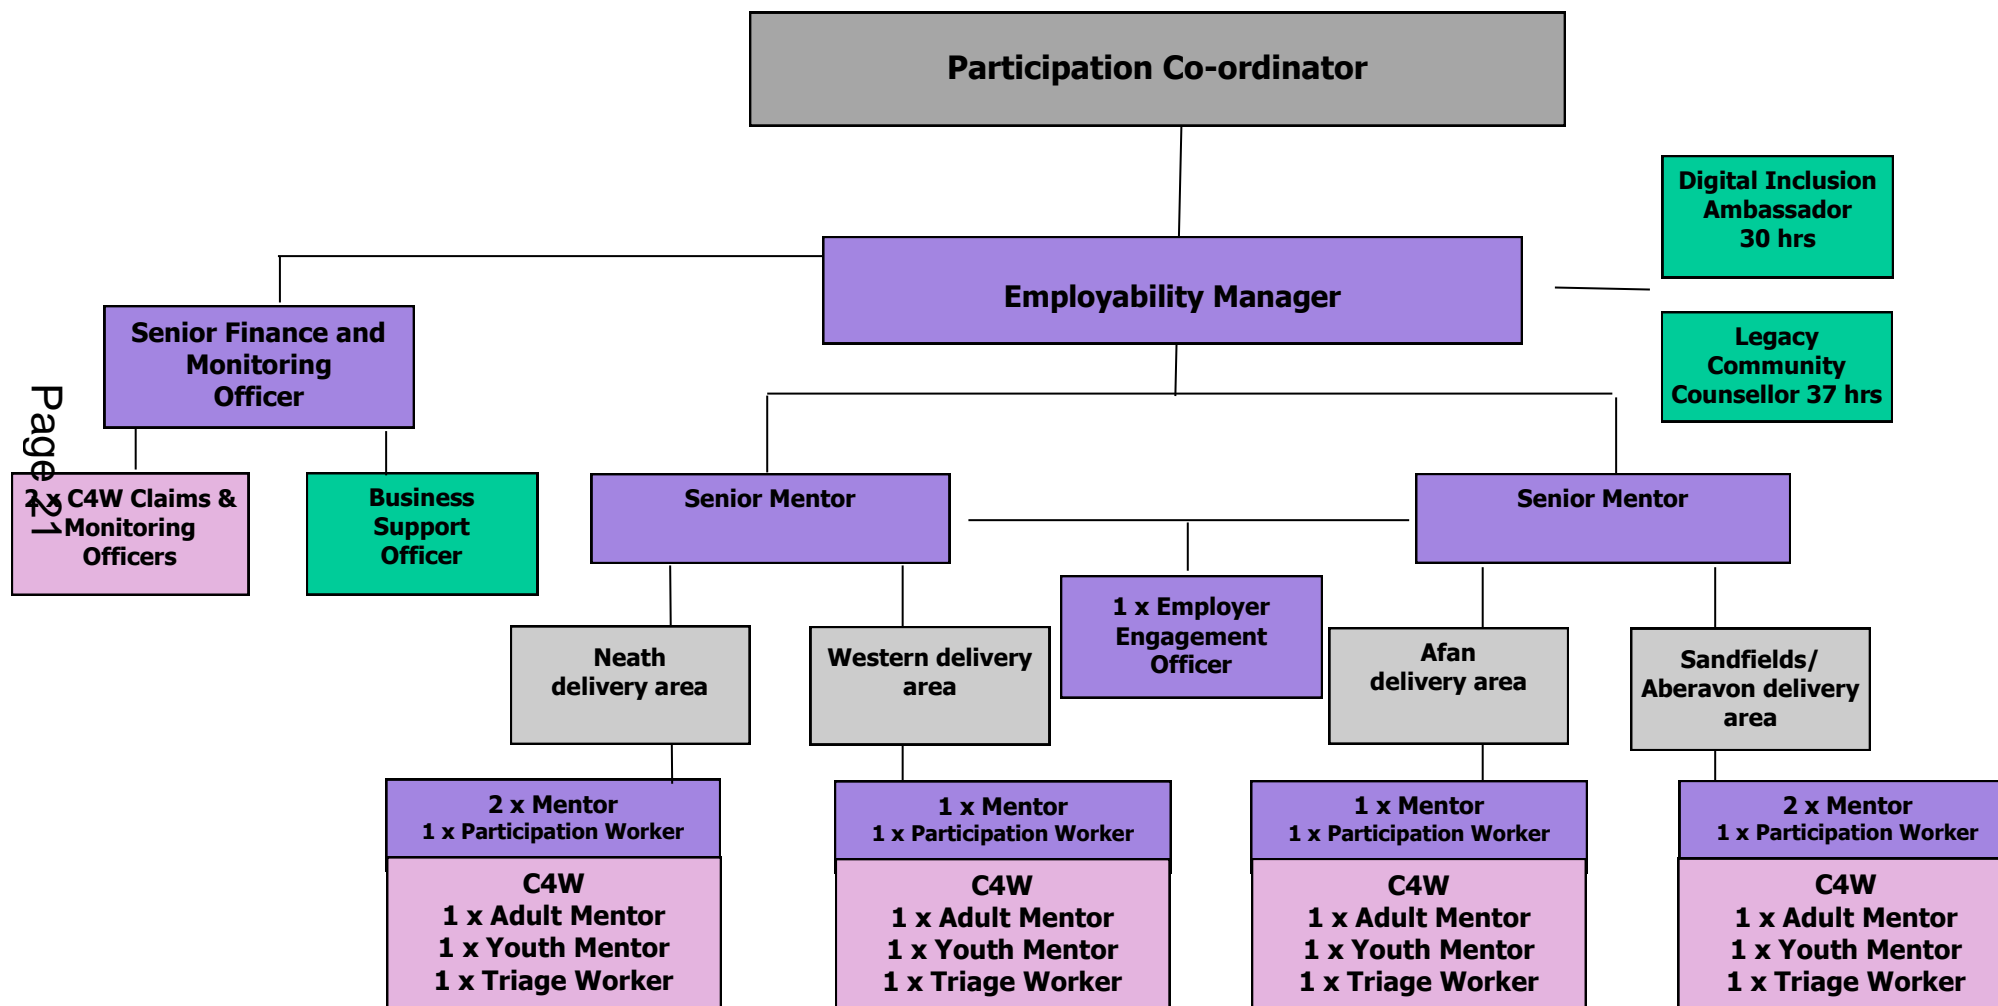 Participation Co-ordinator
Digital Inclusion
Ambassador
30 hrs
Employability Manager
Legacy
Community
Counsellor 37 hrs
Senior Finance and
Monitoring
Officer
Page 21
2 x C4W Claims &
Monitoring
Officers
Business
Support
Officer
Senior Mentor
Senior Mentor
1 x Employer
Engagement
Officer
Neath
delivery area
Western delivery
area
Afan
delivery area
Sandfields/
Aberavon delivery
area
2 x Mentor
1 x Participation Worker
C4W
1 x Adult Mentor
1 x Youth Mentor
1 x Triage Worker
1 x Mentor
1 x Participation Worker
C4W
1 x Adult Mentor
1 x Youth Mentor
1 x Triage Worker
1 x Mentor
1 x Participation Worker
C4W
1 x Adult Mentor
1 x Youth Mentor
1 x Triage Worker
2 x Mentor
1 x Participation Worker
C4W
1 x Adult Mentor
1 x Youth Mentor
1 x Triage Worker